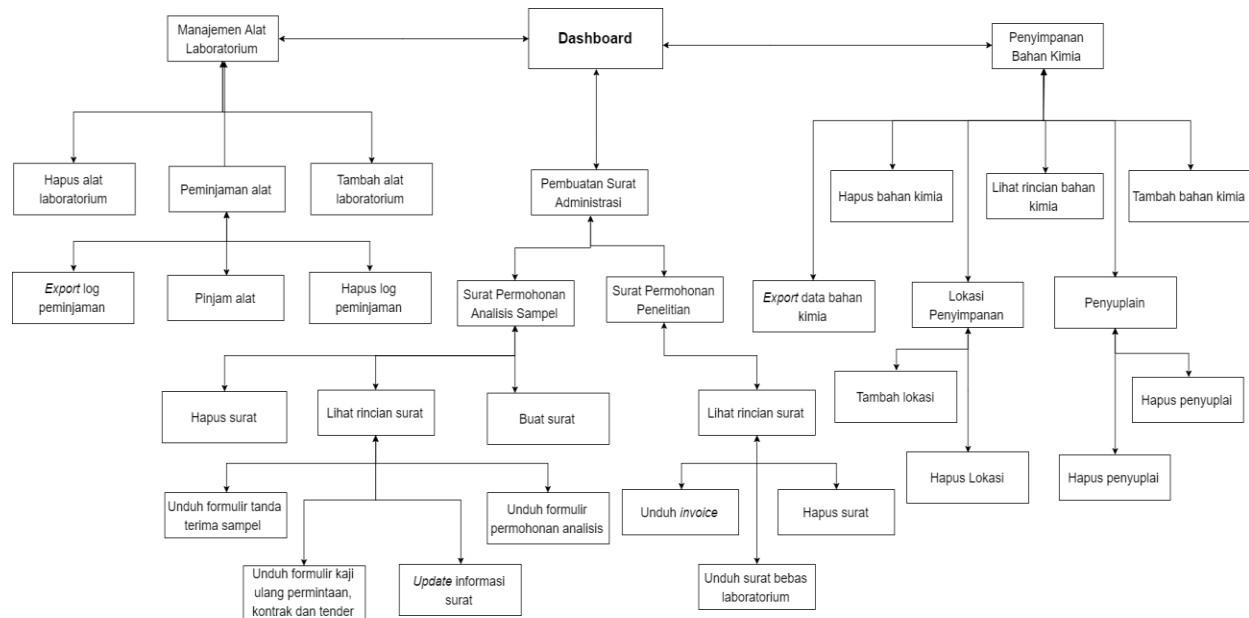 Manajemen Alat
Laboratorium
Dashboard
Penyimpanan
Bahan Kimia
Hapus alat
laboratorium
Peminjaman alat
Tambah alat
laboratorium
Pembuatan Surat
Administrasi
Hapus bahan kimia
Lihat rincian bahan
kimia
Tambah bahan kimia
Export log
peminjaman
Pinjam alat
Hapus log
peminjaman
Surat Permohonan
Analisis Sampel
Surat Permohonan
Penelitian
Export data bahan
kimia
Lokasi
Penyimpanan
Penyuplain
Hapus surat
Lihat rincian surat
Buat surat
Lihat rincian surat
Tambah lokasi
Hapus penyuplai
Hapus Lokasi
Hapus penyuplai
Unduh formulir tanda
terima sampel
Unduh formulir
permohonan analisis
Unduh invoice
Hapus surat
Unduh formulir kaji
ulang permintaan,
kontrak dan tender
Update informasi
surat
Unduh surat bebas
laboratorium